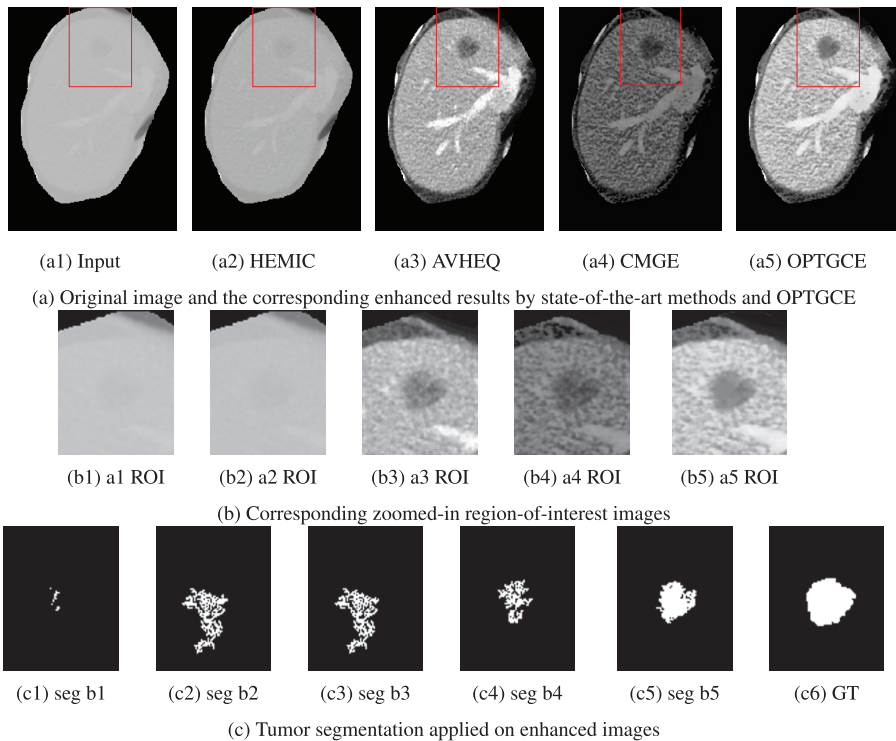 (a1) Input (a2) HEMIC (a3) AVHEQ (a4) CMGE (a5) OPTGCE
(a) Original image and the corresponding enhanced results by state-of-the-art methods and OPTGCE
(b1) a1 ROI (b2) a2 ROI (b3) a3 ROI (b4) a4 ROI (b5) a5 ROI
(b) Corresponding zoomed-in region-of-interest images
(c1) seg b1 (c2) seg b2 (c3) seg b3 (c4) seg b4 (c5) seg b5 (c6) GT
(c) Tumor segmentation applied on enhanced images